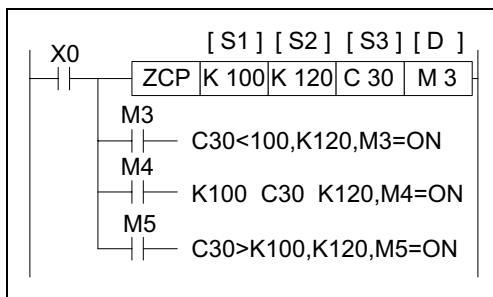 [ S1 ] [ S2 ] [ S3 ] [ D ]
X0
ZCP K 100 K 120 C 30 M 3
M3
C30<100,K120,M3=ON
M4
K100 C30 K120,M4=ON
M5
C30>K100,K120,M5=ON